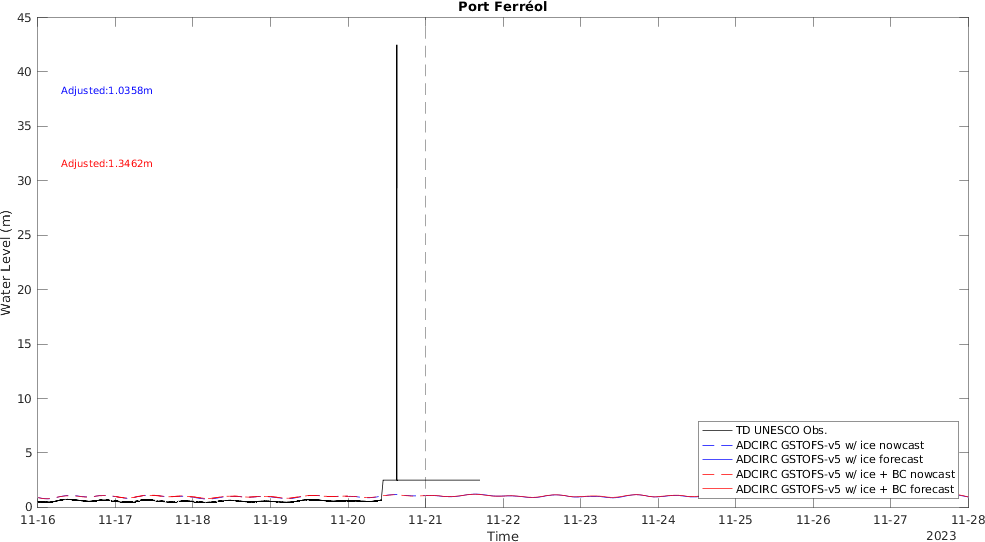 Port Ferréol
45
40
35
30
25
20
15
10
5
0
Water Level (m)
Adjusted:1.0358m
Adjusted:1.3462m
TD UNESCO Obs.
ADCIRC GSTOFS-v5 w/ ice nowcast
ADCIRC GSTOFS-v5 w/ ice forecast
ADCIRC GSTOFS-v5 w/ ice + BC nowcast
ADCIRC GSTOFS-v5 w/ ice + BC forecast
11-16 11-17 11-18 11-19 11-20 11-21 11-22 11-23 11-24 11-25 11-26 11-27 11-28
Time
2023